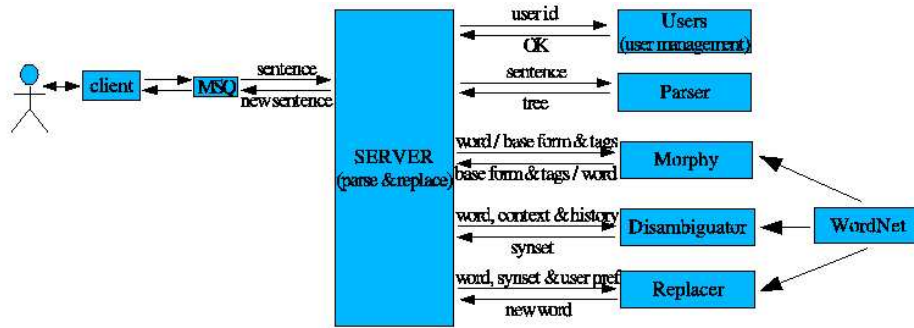 user id
Users
(user management)
OK
sentence
client
MSQ
sentence
new sentence
Parser
tree
SERVER
(parse & replace)
word / base form & tags
Morphy
base form & tags / word
word, context & history
Disambiguator
WordNet
synset
word, synset & user pref
Replacer
new word